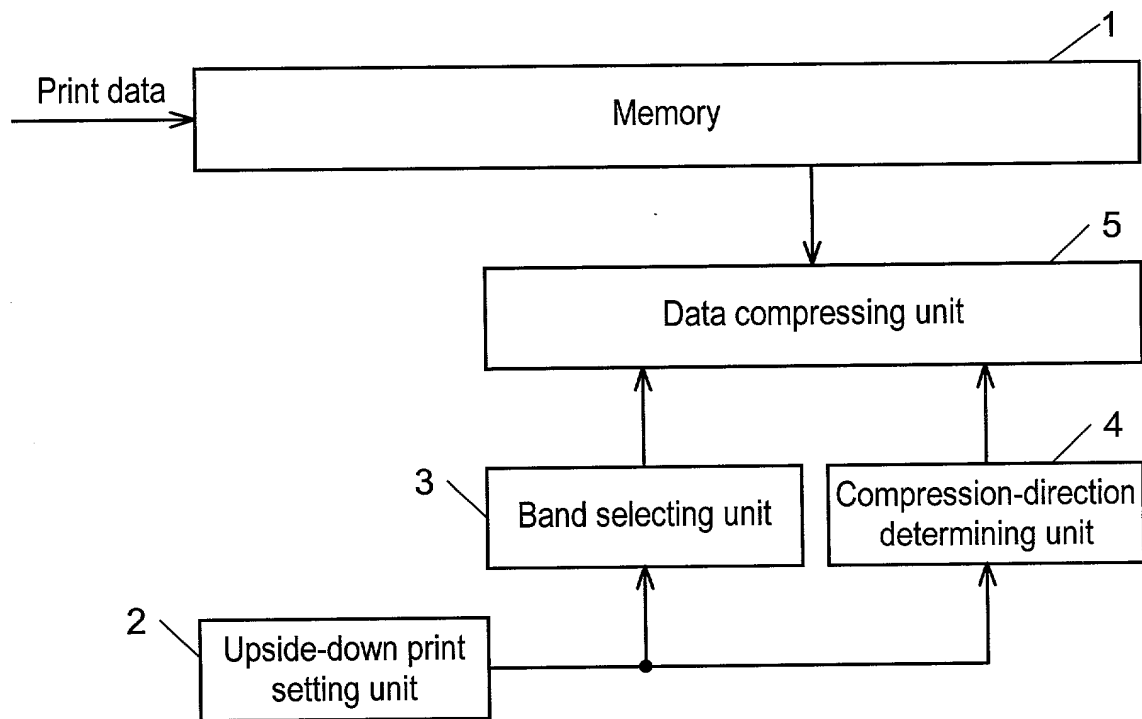 1
Print data
Memory
5
Data compressing unit
4
3
Band selecting unit
Compression-direction
determining unit
2
Upside-down print
setting unit